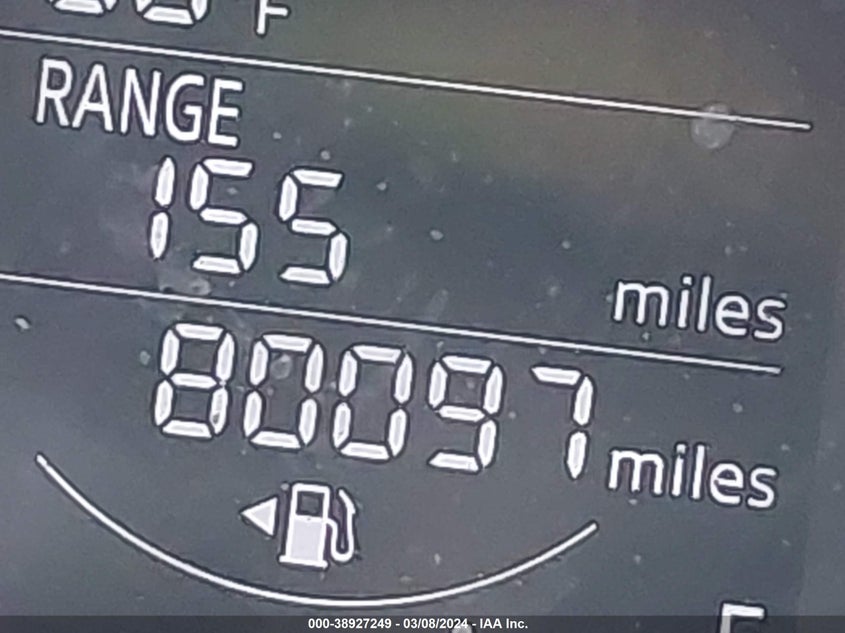 F
RANGE
155
miles
80097 miles
000-38927249 - 03/08/2024 - IAA Inc.